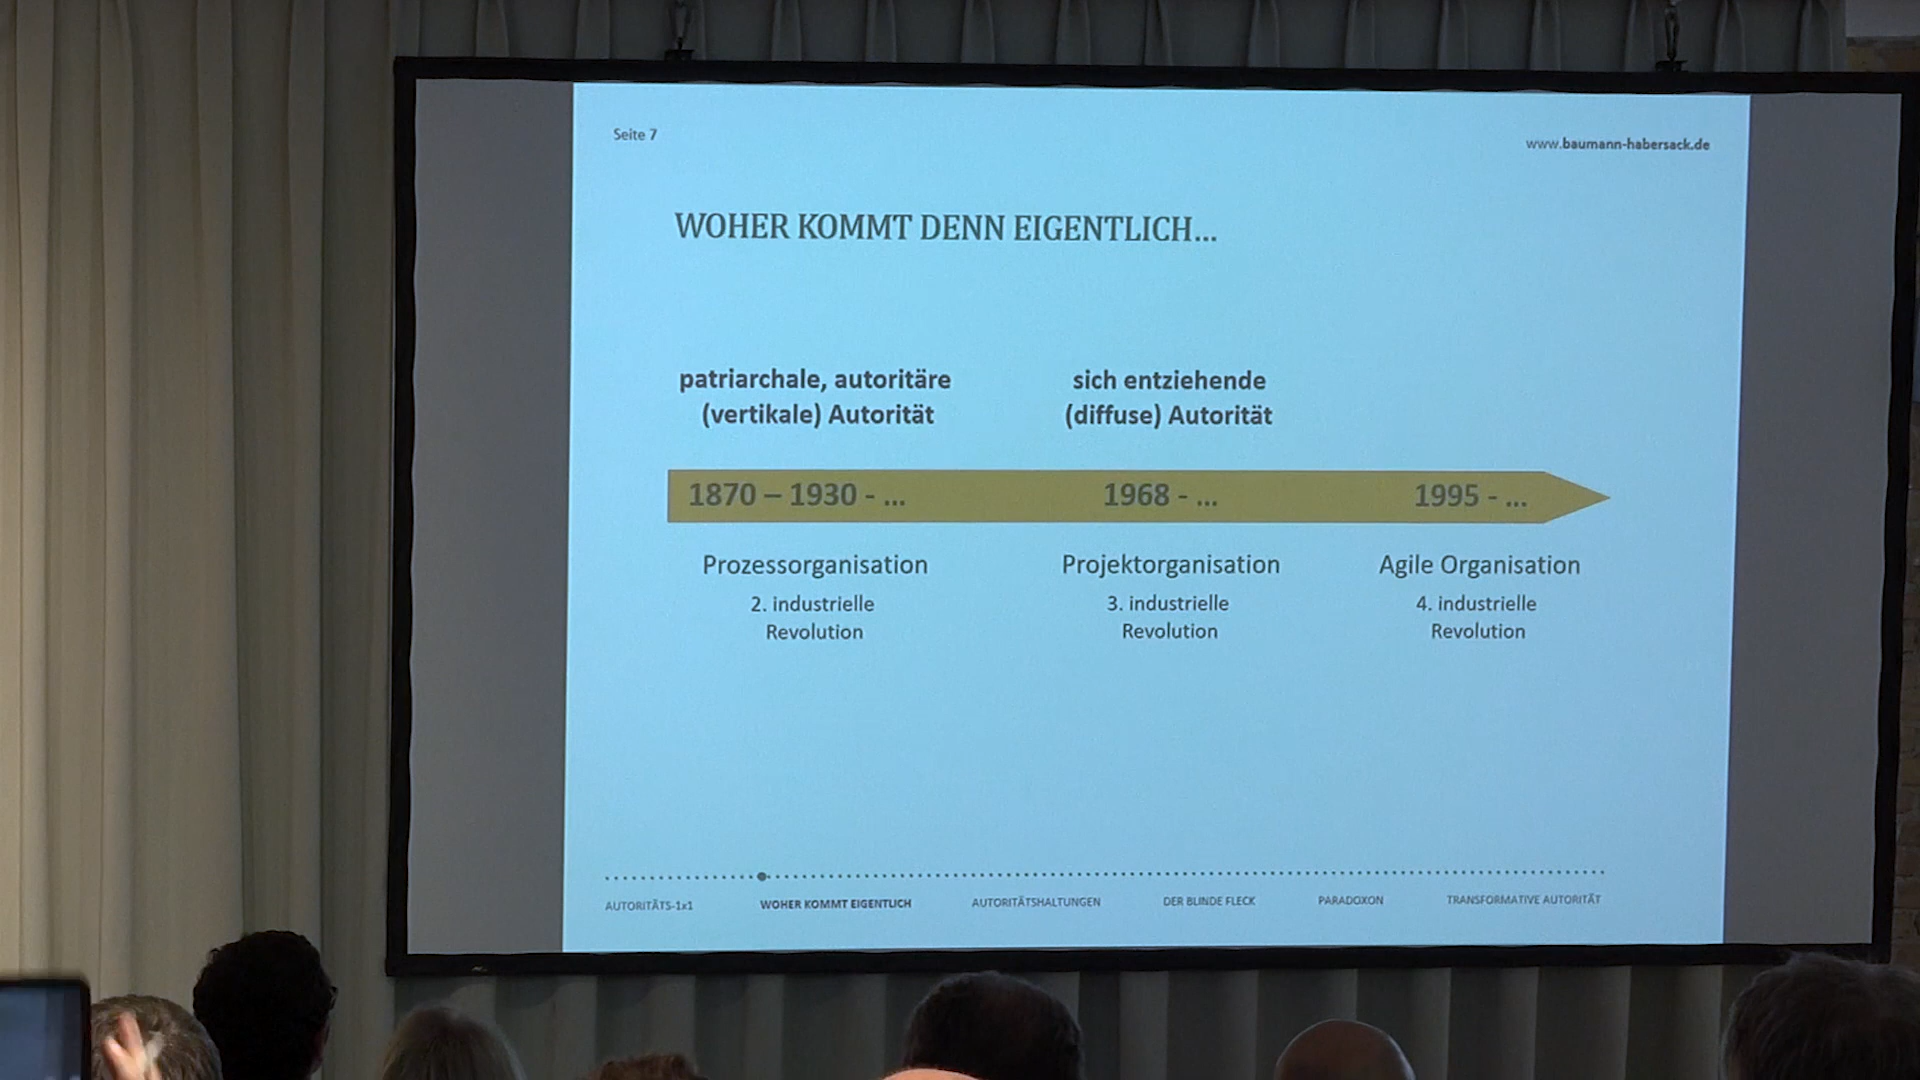 Seite 7
www.baumann-habersack.de
WOHER KOMMT DENN EIGENTLICH...
patriarchale, autoritäre
(vertikale) Autorität
sich entziehende
(diffuse) Autorität
1870 – 1930 - ...
1968 - ...
1995 - ...
Prozessorganisation
2. industrielle
Revolution
Projektorganisation
3. industrielle
Revolution
Agile Organisation
4. industrielle
Revolution
AUTORITÄTS-1x1
WOHER KOMMT EIGENTLICH
AUTORITÄTSHALTUNGEN
DER BLINDE FLECK
PARADOXON
TRANSFORMATIVE AUTORITÄT